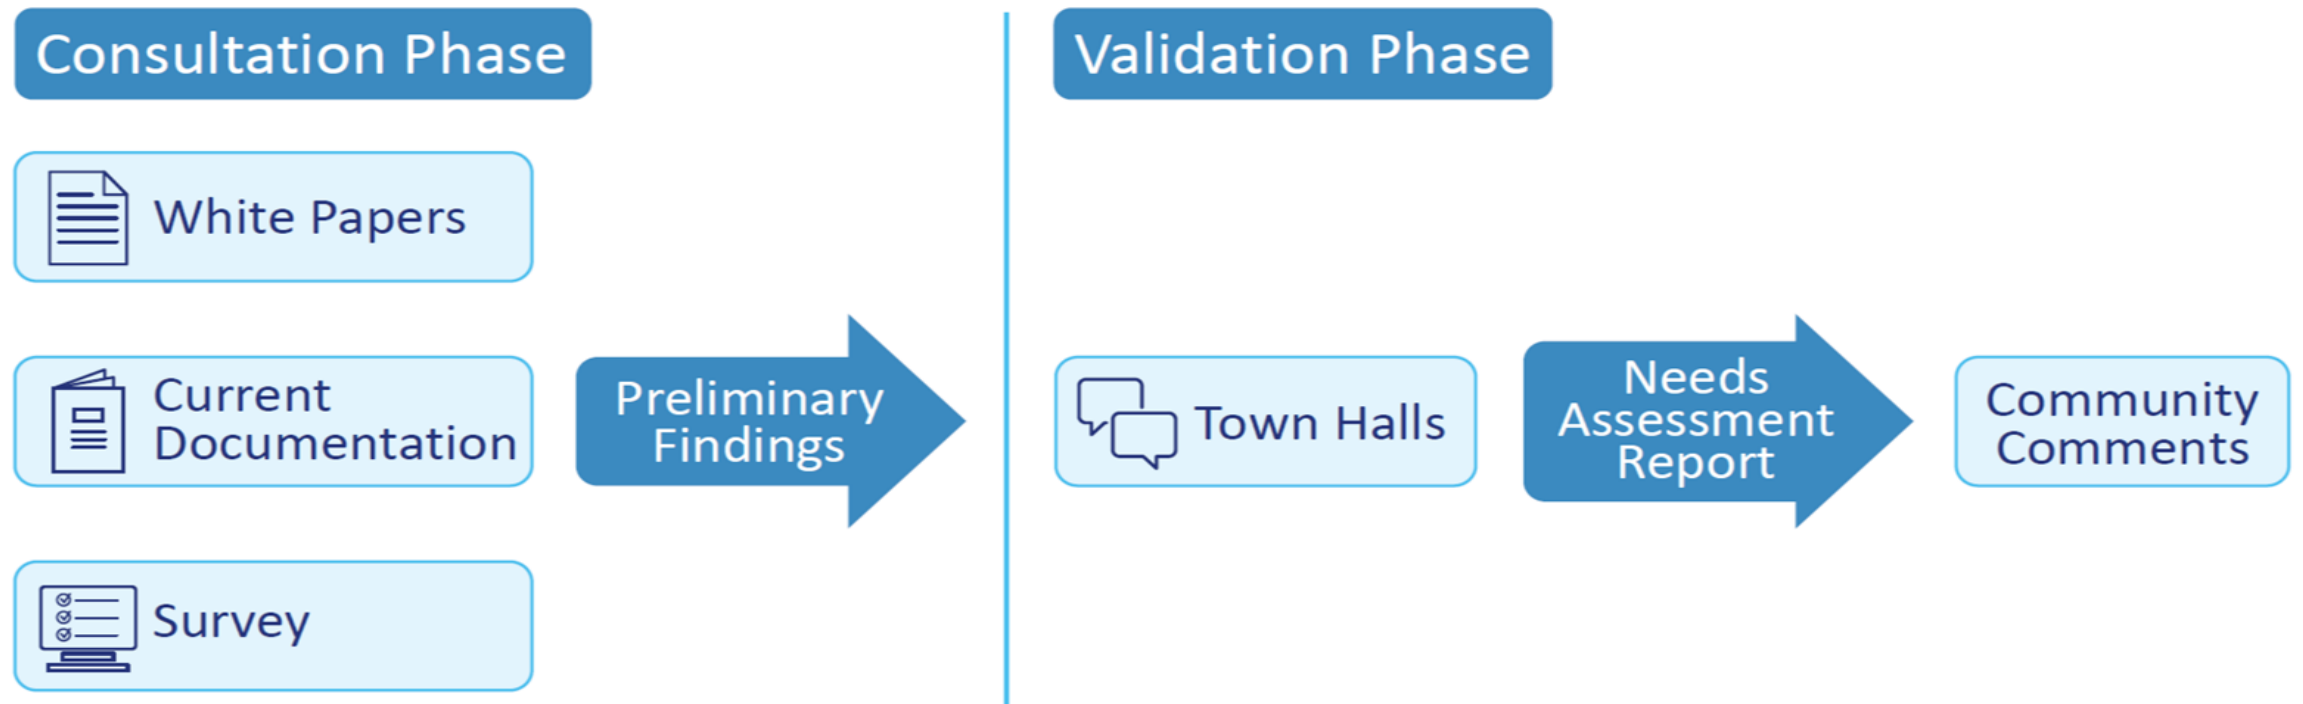 Consultation Phase
White Papers
Current
Documentation
Survey
Preliminary
Findings
Validation Phase
Town Halls
Needs
Assessment
Report
Community
Comments